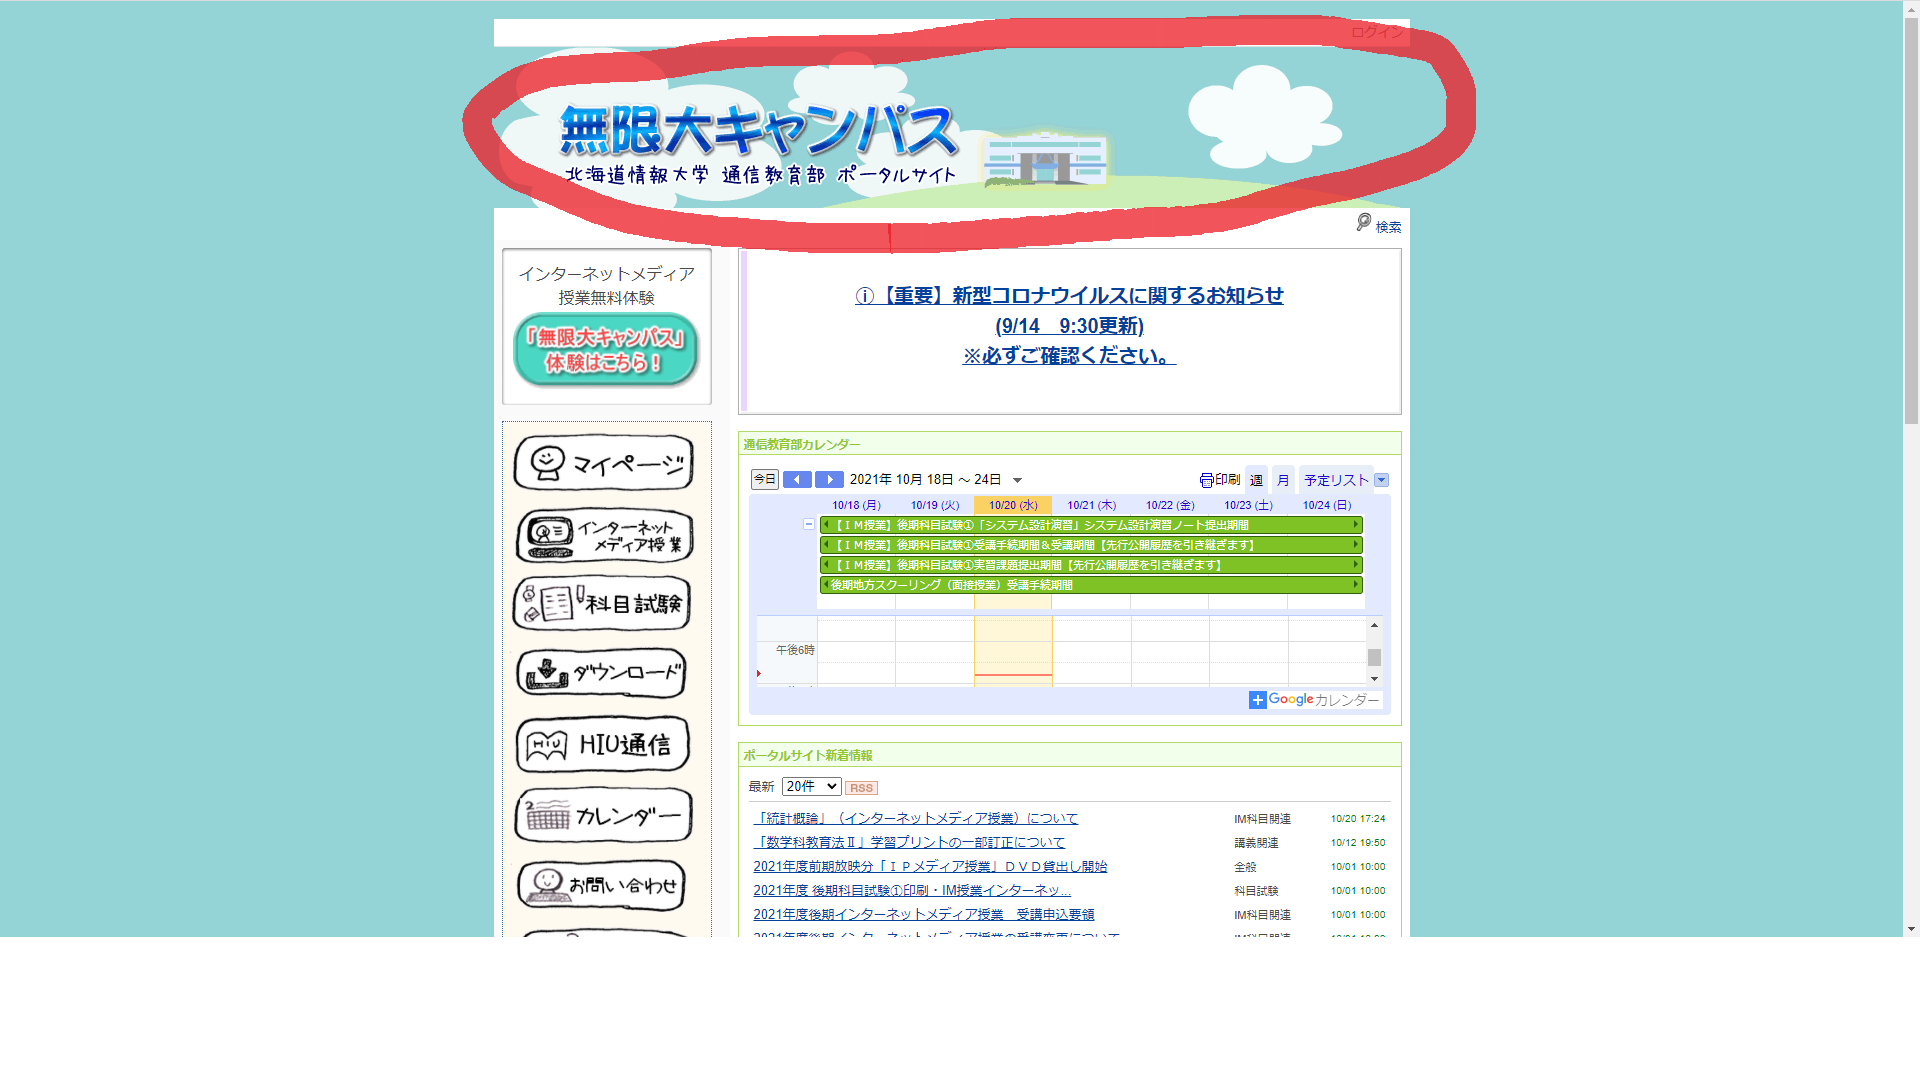 ログイン
無限大キャンパス
北海道情報大学 通信教育部 ポータルサイト
検索
インターネットメディア
授業無料体験
「無限大キャンパス」
体験はこちら！
マイページ
インターネット
メディア授業
科目試験
ダウンロード
HIU
HIU通信
2
カレンダー
お問い合わせ
ⓘ【重要】新型コロナウイルスに関するお知らせ
(9/14　9:30更新)
※必ずご確認ください。
通信教育部カレンダー
今日 2021年 10月 18日 ～ 24日 印刷 週 月 予定リスト
10/18 (月) 10/19 (火) 10/20 (水) 10/21 (木) 10/22 (金) 10/23 (土) 10/24 (日)
【ＩＭ授業】後期科目試験①「システム設計演習」システム設計演習ノート提出期間
【ＩＭ授業】後期科目試験①受講手続期間＆受講期間【先行公開履歴を引き継ぎます】
【ＩＭ授業】後期科目試験①実習課題提出期間【先行公開履歴を引き継ぎます】
後期地方スクーリング（面接授業）受講手続期間
午後6時
Google カレンダー
ポータルサイト新着情報
最新 20件 RSS
「統計概論」（インターネットメディア授業）について IM科目関連 10/20 17:24
「数学科教育法Ⅱ」学習プリントの一部訂正について 講義関連 10/12 19:50
2021年度前期放映分「ＩＰメディア授業」ＤＶＤ貸出し開始 全般 10/01 10:00
2021年度 後期科目試験①印刷・IM授業インターネッ... 科目試験 10/01 10:00
2021年度後期インターネットメディア授業　受講申込要領 IM科目関連 10/01 10:00